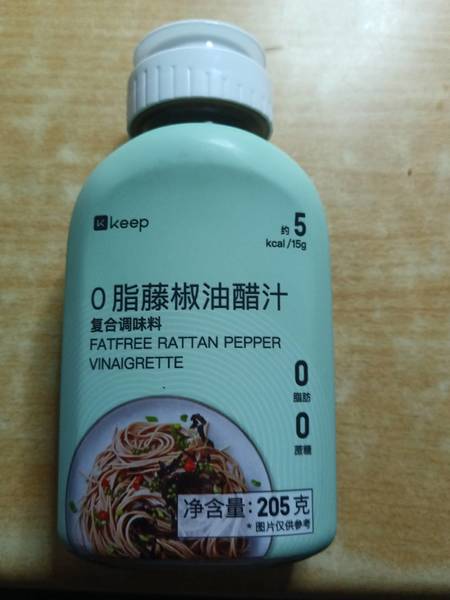 keep
约 5
kcal/15g
0脂藤椒油醋汁
复合调味料
FATFREE RATTAN PEPPER
VINAIGRETTE
0
脂肪
0
蔗糖
净含量:205克
*图片仅供参考